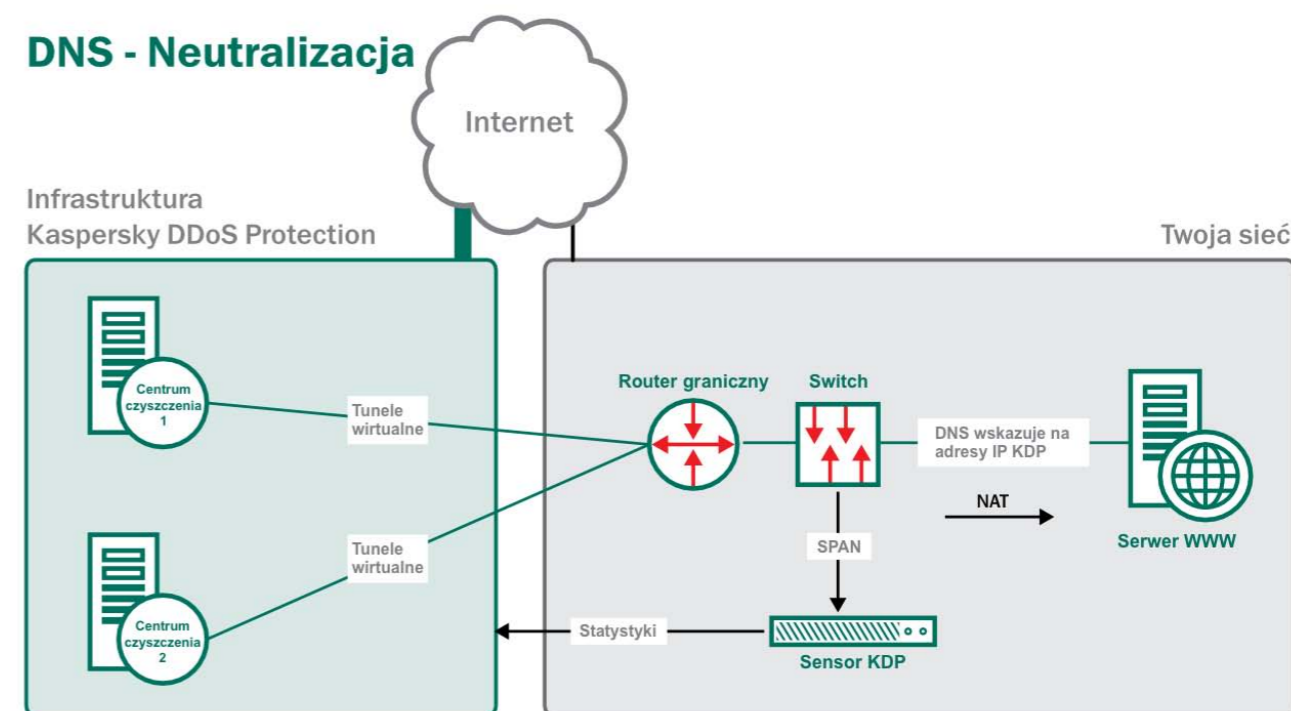 DNS - Neutralizacja
Internet
Infrastruktura
Kaspersky DDoS Protection
Twoja sieć
Centrum
czyszczenia
1
Tunele
wirtualne
Router graniczny
Switch
DNS wskazuje na
adresy IP KDP
NAT
Serwer WWW
SPAN
Tunele
wirtualne
Centrum
czyszczenia
2
Statystyki
Sensor KDP